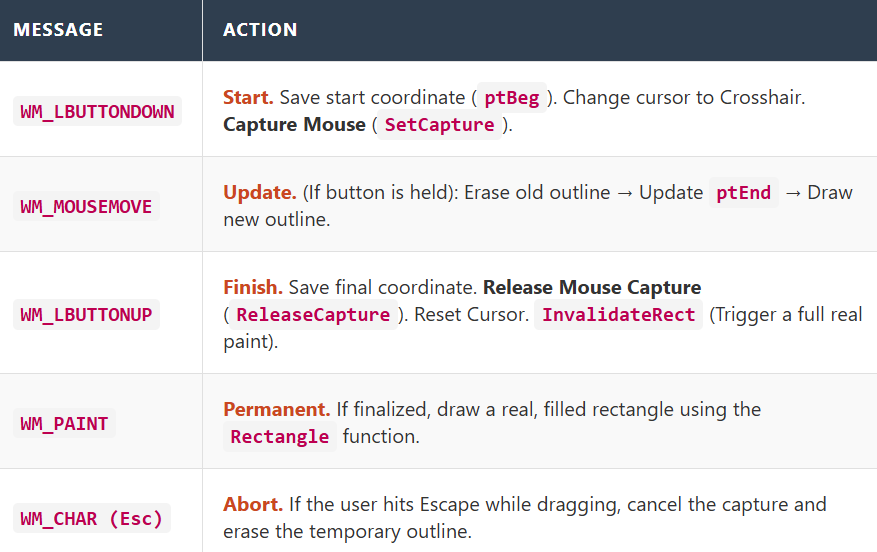 MESSAGE ACTION
WM_LBUTTONDOWN
Start. Save start coordinate ( ptBeg ). Change cursor to Crosshair.
Capture Mouse ( SetCapture ).
WM_MOUSEMOVE
Update. (If button is held): Erase old outline → Update ptEnd → Draw
new outline.
WM_LBUTTONUP
Finish. Save final coordinate. Release Mouse Capture
( ReleaseCapture ). Reset Cursor. InvalidateRect (Trigger a full real
paint).
WM_PAINT
Permanent. If finalized, draw a real, filled rectangle using the
Rectangle function.
WM_CHAR (Esc)
Abort. If the user hits Escape while dragging, cancel the capture and
erase the temporary outline.